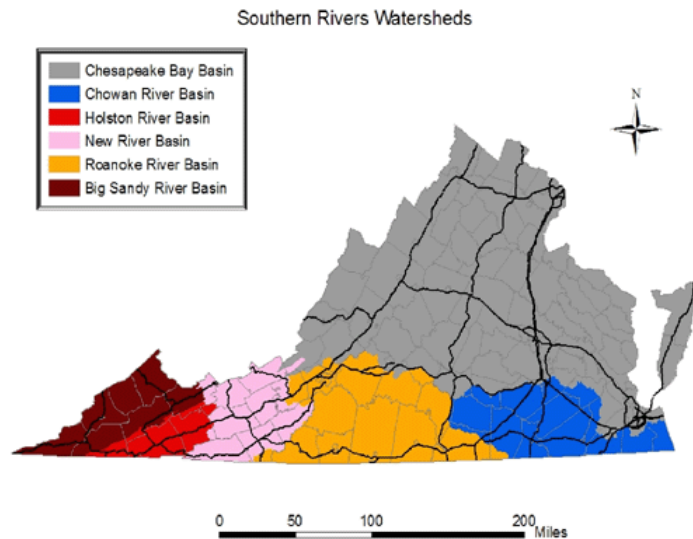 Southern Rivers Watersheds
Chesapeake Bay Basin
Chowan River Basin
Holston River Basin
New River Basin
Roanoke River Basin
Big Sandy River Basin
N
0 50 100 200 Miles